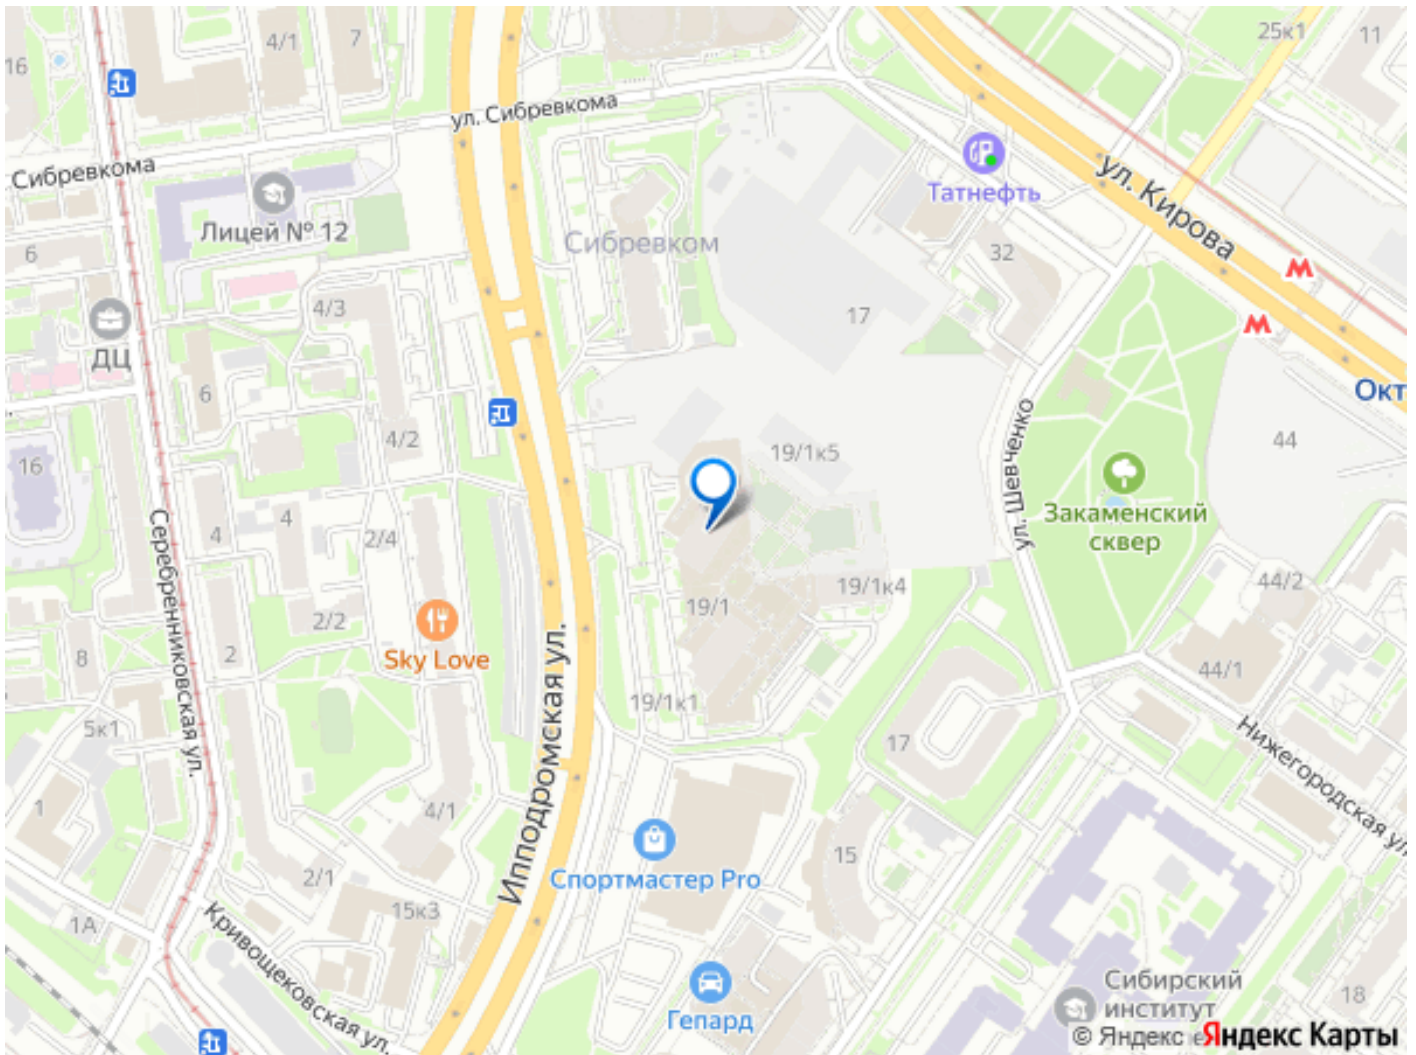 4/1
7
25к1
11
16
ул. Сибревкома
Сибревкома
Татнефть
ул. Кирова
Лицей № 12
Сибревком
6
32
4/3
17
ДЦ
6
Окт
4/2
19/1к5
44
16
ул. Шевченко
Закаменский
сквер
Серебренниковская ул.
4
4
2/4
19/1к4
44/2
19/1
2/2
Sky Love
8
2
44/1
19/1к1
5к1
17
Нижегородская ул.
Ипподромская ул.
1
4/1
15
Спортмастер Pro
2/1
15к3
1А
Кривощековская ул.
Сибирский
институт
18
Гепард
© Яндекс
Яндекс Карты